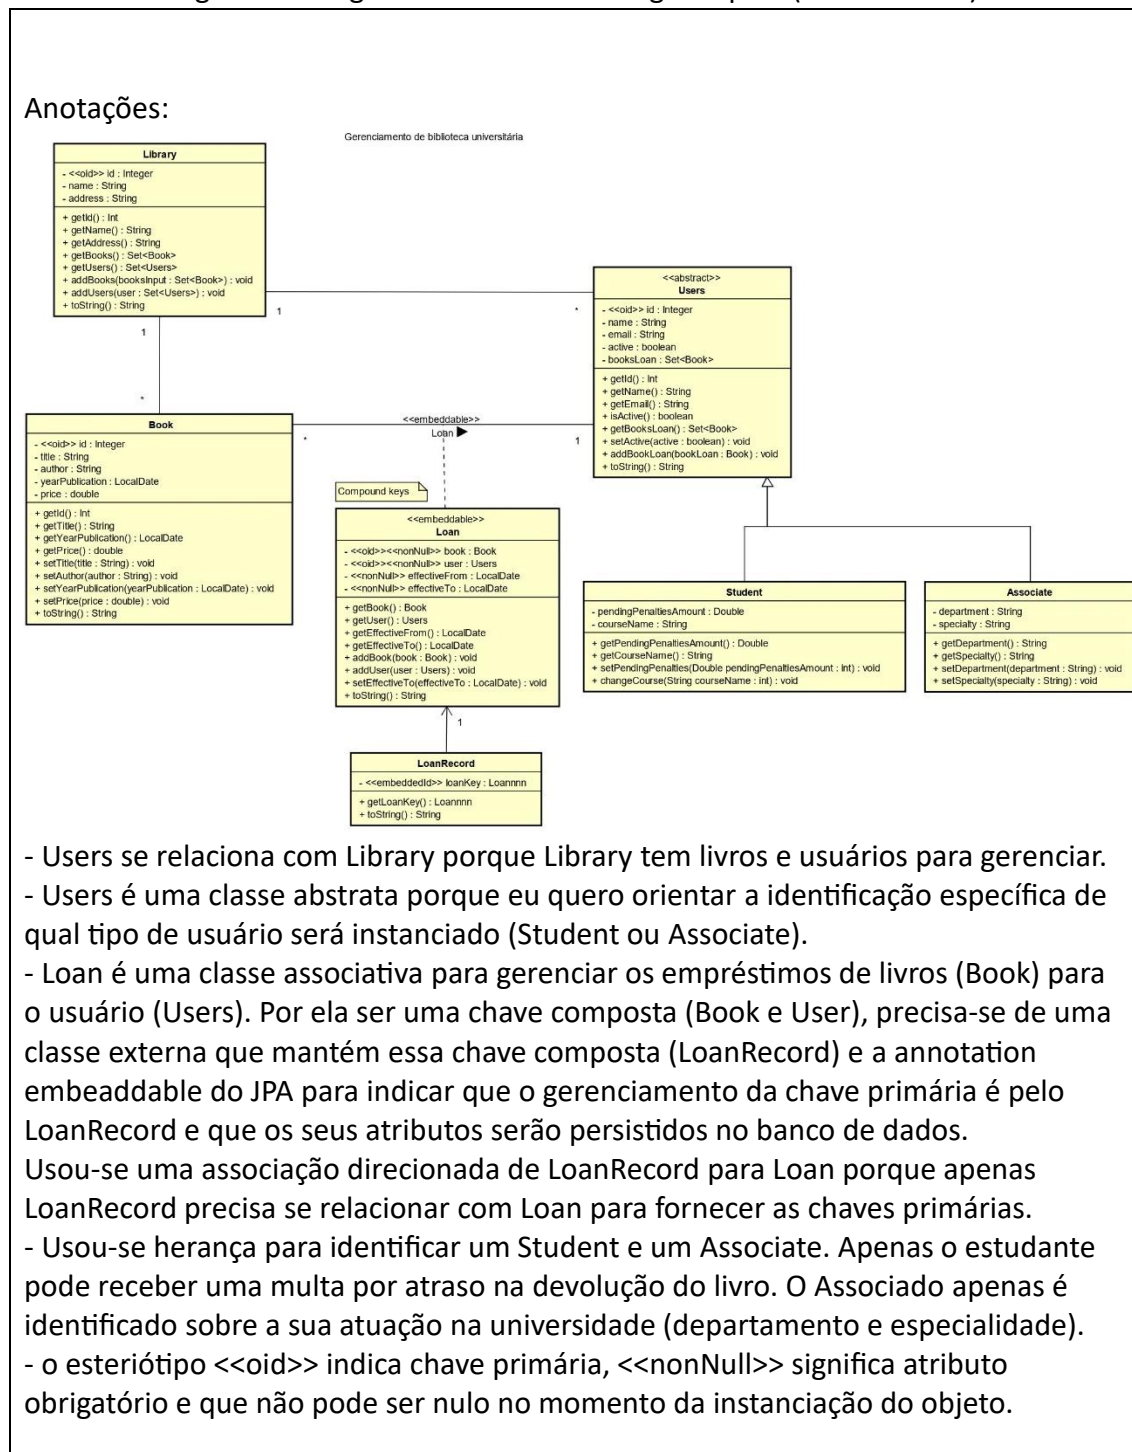 Anotações:
Gerenciamento de biblioteca universitária
Library
- <<oid>> id : Integer
- name : String
- address : String
+ getId() : Int
+ getName() : String
+ getAddress() : String
+ getBooks() : Set<Book>
+ getUsers() : Set<Users>
+ addBooks(booksInput : Set<Book>) : void
+ addUsers(user : Set<Users>) : void
+ toString() : String
1
*
1
*
<<abstract>>
Users
- <<oid>> id : Integer
- name : String
- email : String
- active : boolean
- booksLoan : Set<Book>
+ getId() : Int
+ getName() : String
+ getEmail() : String
+ isActive() : boolean
+ getBooksLoan() : Set<Book>
+ setActive(active : boolean) : void
+ addBookLoan(bookLoan : Book) : void
+ toString() : String
Book
- <<oid>> id : Integer
- title : String
- author : String
- yearPublication : LocalDate
- price : double
+ getId() : Int
+ getTitle() : String
+ getYearPublication() : LocalDate
+ getPrice() : double
+ setTitle(title : String) : void
+ setAuthor(author : String) : void
+ setYearPublication(yearPublication : LocalDate) : void
+ setPrice(price : double) : void
+ toString() : String
*
<<embeddable>>
Loan
1
Compound keys
<<embeddable>>
Loan
- <<oid>><<nonNull>> book : Book
- <<oid>><<nonNull>> user : Users
- <<nonNull>> effectiveFrom : LocalDate
- <<nonNull>> effectiveTo : LocalDate
+ getBook() : Book
+ getUser() : Users
+ getEffectiveFrom() : LocalDate
+ getEffectiveTo() : LocalDate
+ addBook(book : Book) : void
+ addUser(user : Users) : void
+ setEffectiveTo(effectiveTo : LocalDate) : void
+ toString() : String
Student
- pendingPenaltiesAmount : Double
- courseName : String
+ getPendingPenaltiesAmount() : Double
+ getCourseName() : String
+ setPendingPenalties(Double pendingPenaltiesAmount : int) : void
+ changeCourse(String courseName : int) : void
Associate
- department : String
- specialty : String
+ getDepartment() : String
+ getSpecialty() : String
+ setDepartment(department : String) : void
+ setSpecialty(specialty : String) : void
1
LoanRecord
- <<embeddedId>> loanKey : Loannnn
+ getLoanKey() : Loannnn
+ toString() : String
- Users se relaciona com Library porque Library tem livros e usuários para gerenciar.
- Users é uma classe abstrata porque eu quero orientar a identificação específica de
qual tipo de usuário será instanciado (Student ou Associate).
- Loan é uma classe associativa para gerenciar os empréstimos de livros (Book) para
o usuário (Users). Por ela ser uma chave composta (Book e User), precisa-se de uma
classe externa que mantém essa chave composta (LoanRecord) e a annotation
embeaddable do JPA para indicar que o gerenciamento da chave primária é pelo
LoanRecord e que os seus atributos serão persistidos no banco de dados.
Usou-se uma associação direcionada de LoanRecord para Loan porque apenas
LoanRecord precisa se relacionar com Loan para fornecer as chaves primárias.
- Usou-se herança para identificar um Student e um Associate. Apenas o estudante
pode receber uma multa por atraso na devolução do livro. O Associado apenas é
identificado sobre a sua atuação na universidade (departamento e especialidade).
- o esteriótipo <<oid>> indica chave primária, <<nonNull>> significa atributo
obrigatório e que não pode ser nulo no momento da instanciação do objeto.